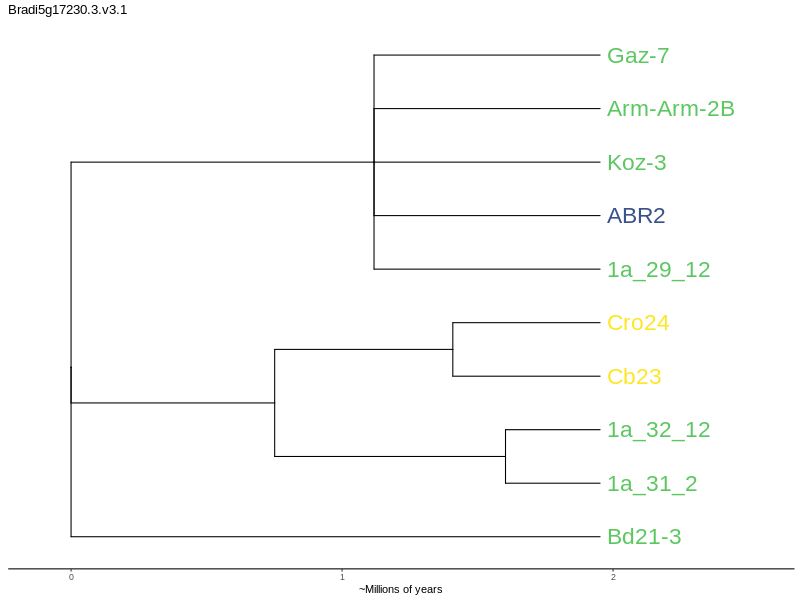 Bradi5g17230.3.v3.1
Gaz-7
Arm-Arm-2B
Koz-3
ABR2
1a_29_12
Cro24
Cb23
1a_32_12
1a_31_2
Bd21-3
0 1 2
~Millions of years